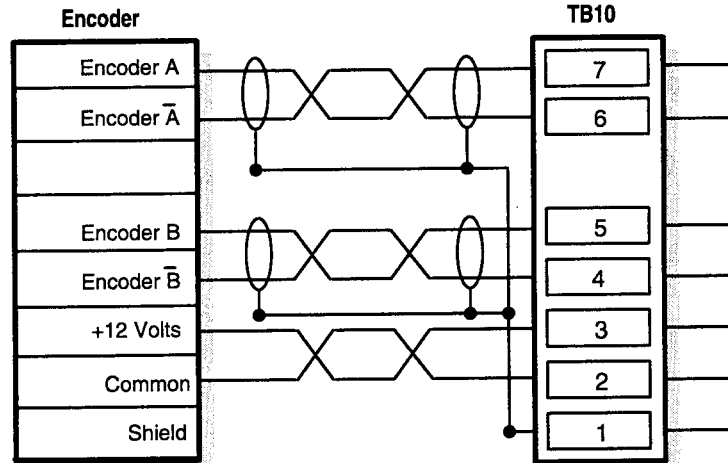 Encoder
TB10
Encoder A
7
Encoder A̅
6
Encoder B
5
Encoder B̅
4
+12 Volts
3
Common
2
Shield
1